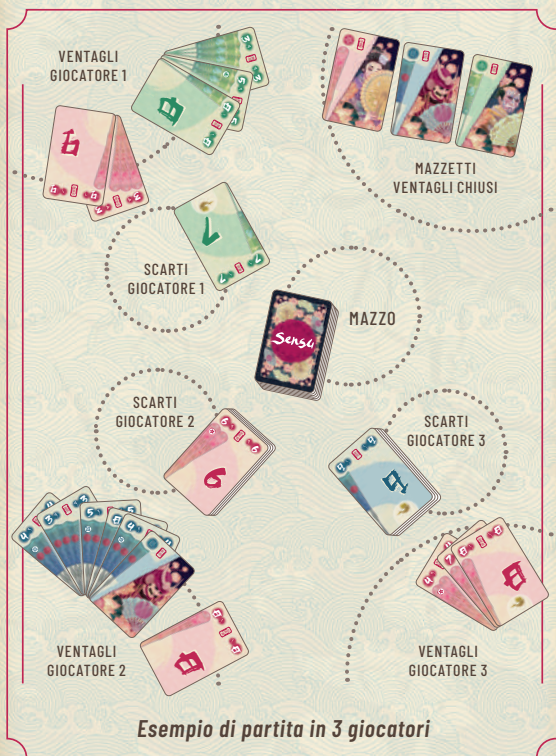 VENTAGLI
GIOCATORE 1
MAZZETTI
VENTAGLI CHIUSI
SCARTI
GIOCATORE 1
MAZZO
Sensu
SCARTI
GIOCATORE 2
SCARTI
GIOCATORE 3
VENTAGLI
GIOCATORE 2
VENTAGLI
GIOCATORE 3
Esempio di partita in 3 giocatori